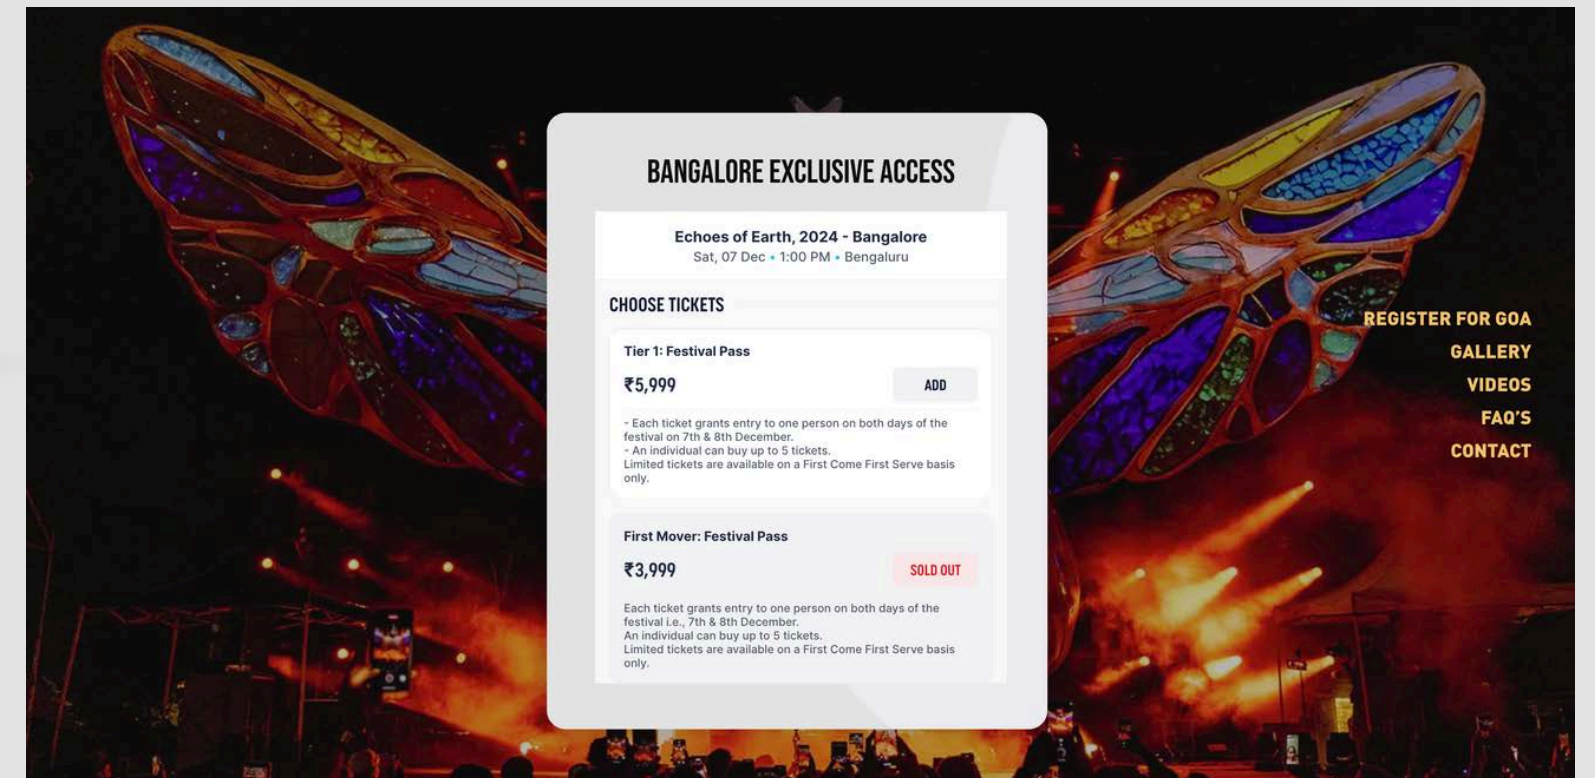 BANGALORE EXCLUSIVE ACCESS
Echoes of Earth, 2024 - Bangalore
Sat, 07 Dec • 1:00 PM • Bengaluru
CHOOSE TICKETS
Tier 1: Festival Pass
₹5,999
ADD
- Each ticket grants entry to one person on both days of the
festival on 7th & 8th December.
- An individual can buy up to 5 tickets.
Limited tickets are available on a First Come First Serve basis
only.
First Mover: Festival Pass
₹3,999
SOLD OUT
Each ticket grants entry to one person on both days of the
festival i.e., 7th & 8th December.
An individual can buy up to 5 tickets.
Limited tickets are available on a First Come First Serve basis
only.
REGISTER FOR GOA
GALLERY
VIDEOS
FAQ'S
CONTACT